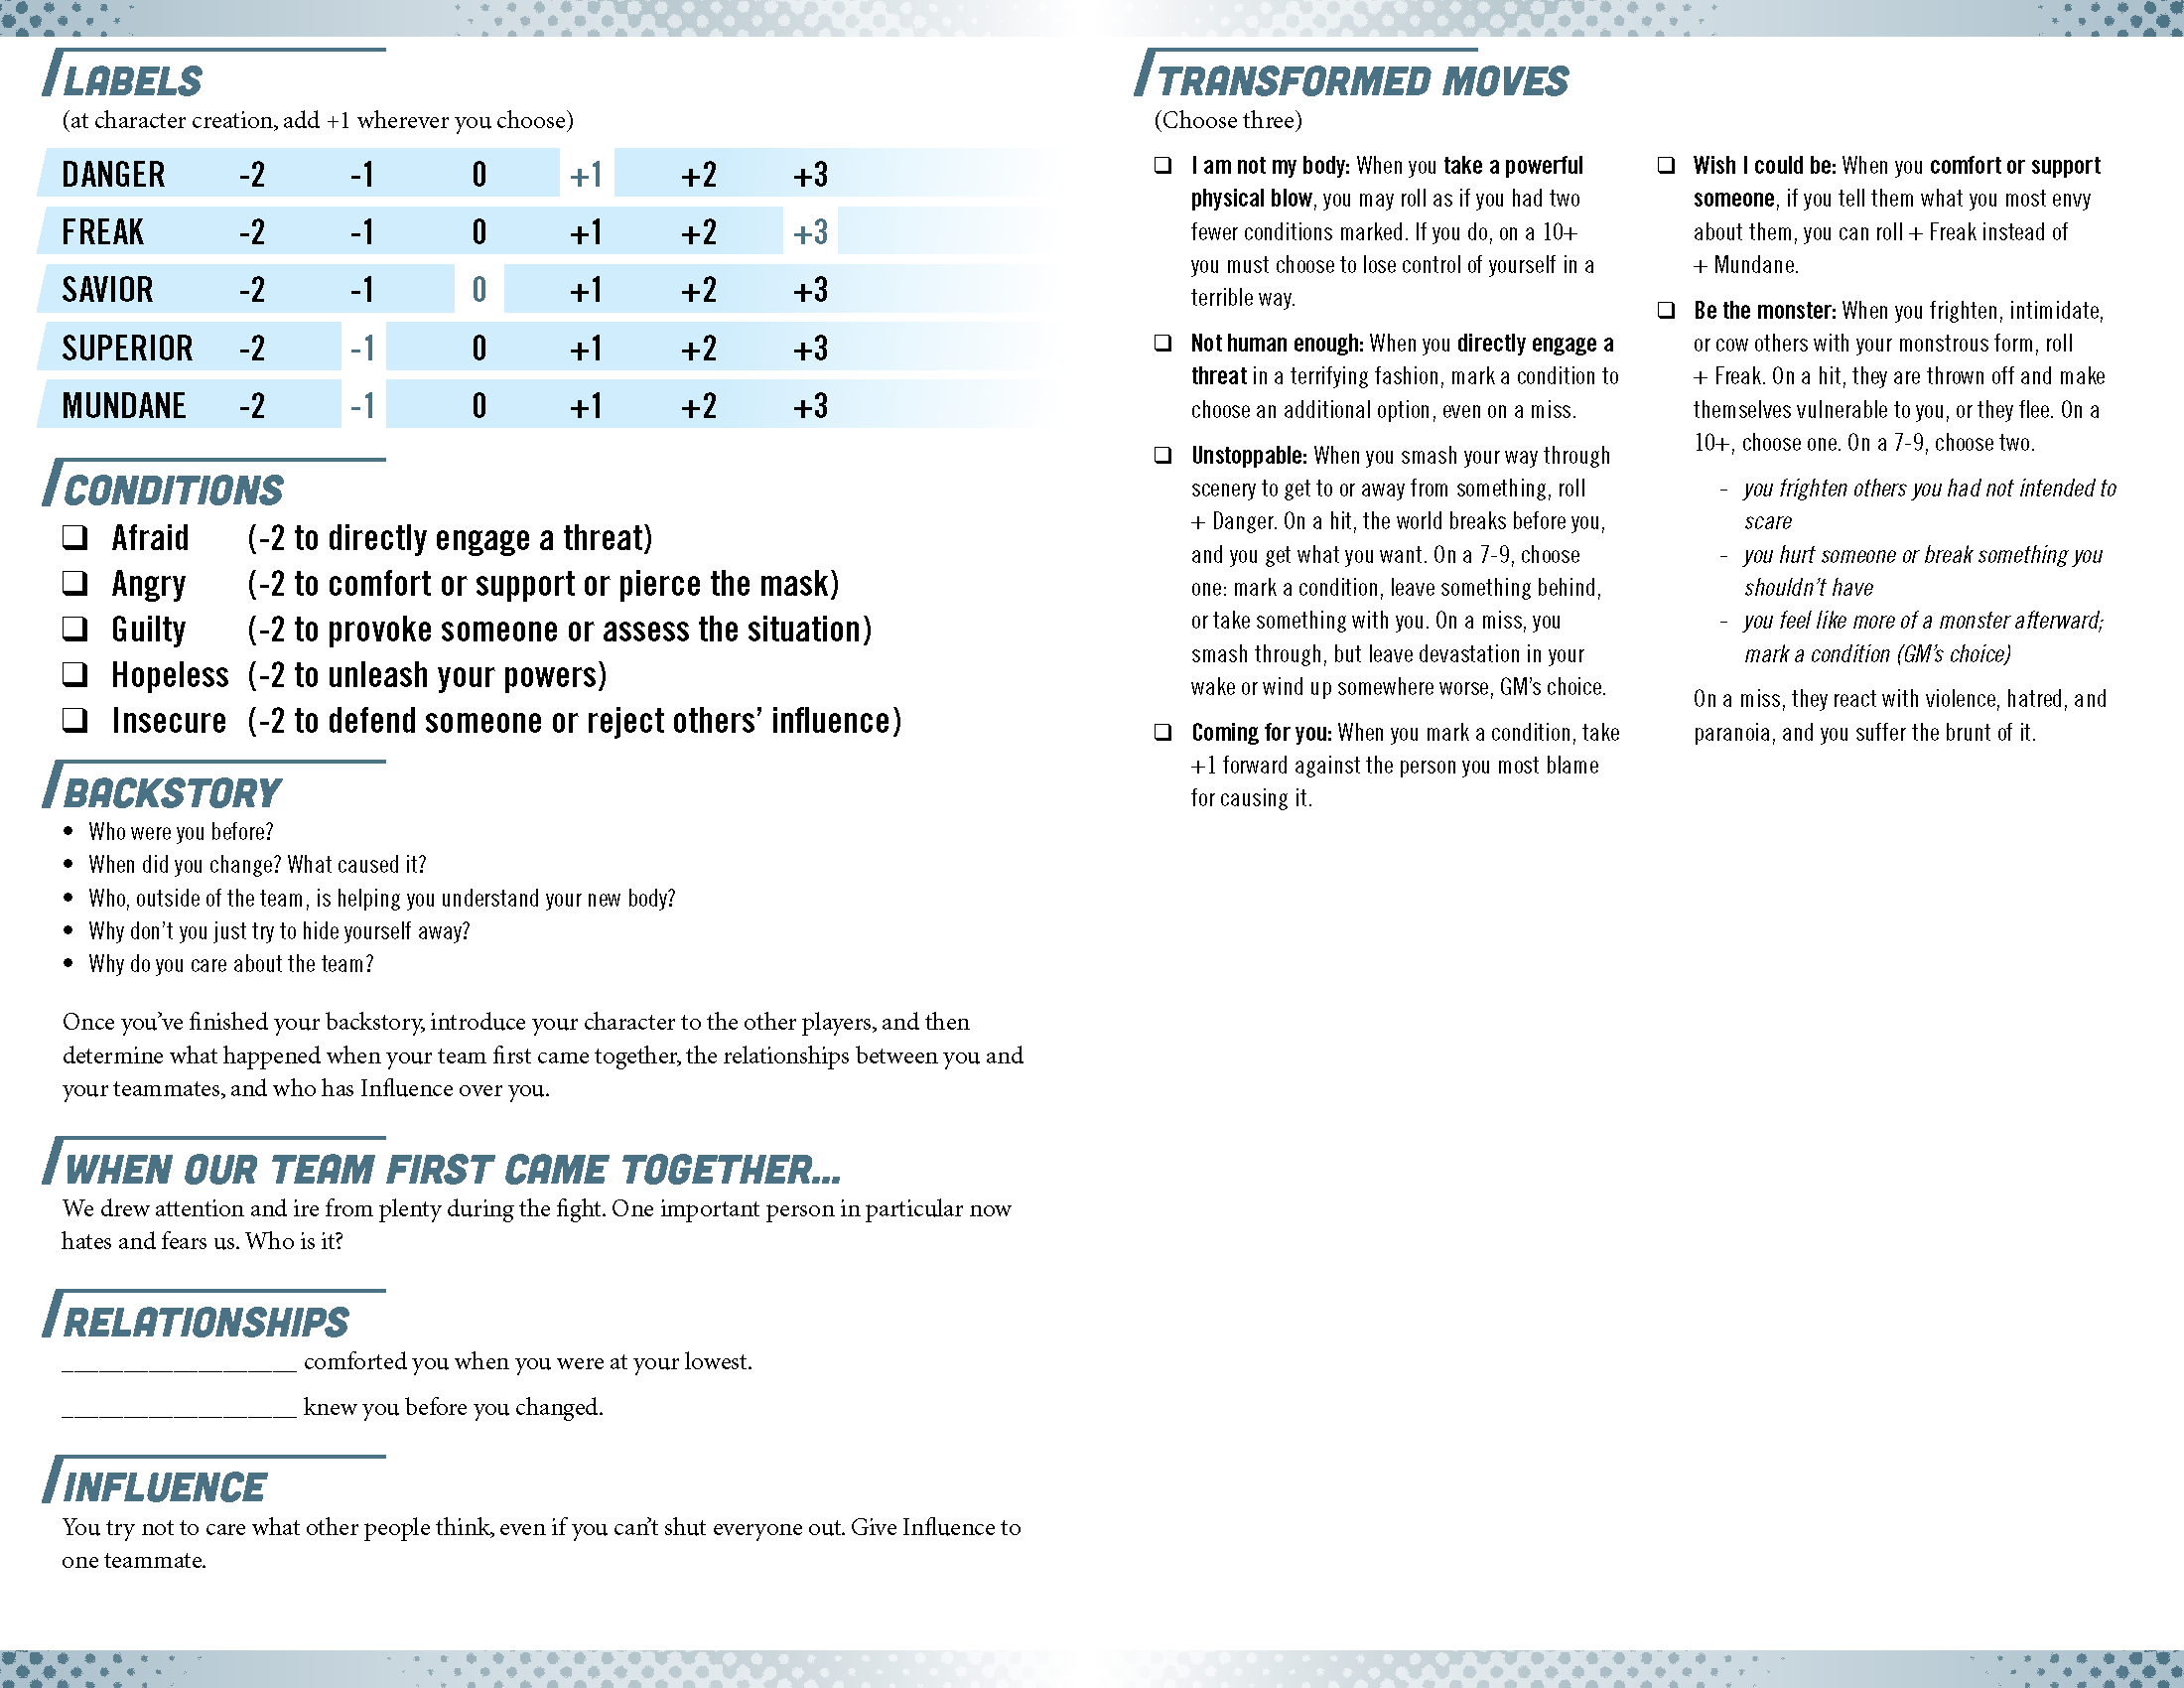 LABELS
(at character creation, add +1 wherever you choose)
DANGER -2 -1 0 +1 +2 +3
FREAK -2 -1 0 +1 +2 +3
SAVIOR -2 -1 0 +1 +2 +3
SUPERIOR -2 -1 0 +1 +2 +3
MUNDANE -2 -1 0 +1 +2 +3
CONDITIONS
❑ Afraid (-2 to directly engage a threat)
❑ Angry (-2 to comfort or support or pierce the mask)
❑ Guilty (-2 to provoke someone or assess the situation)
❑ Hopeless (-2 to unleash your powers)
❑ Insecure (-2 to defend someone or reject others’ influence)
BACKSTORY
• Who were you before?
• When did you change? What caused it?
• Who, outside of the team, is helping you understand your new body?
• Why don’t you just try to hide yourself away?
• Why do you care about the team?
Once you’ve finished your backstory, introduce your character to the other players, and then
determine what happened when your team first came together, the relationships between you and
your teammates, and who has Influence over you.
WHEN OUR TEAM FIRST CAME TOGETHER...
We drew attention and ire from plenty during the fight. One important person in particular now
hates and fears us. Who is it?
RELATIONSHIPS
___________________ comforted you when you were at your lowest.
___________________ knew you before you changed.
INFLUENCE
You try not to care what other people think, even if you can’t shut everyone out. Give Influence to
one teammate.
TRANSFORMED MOVES
(Choose three)
❑ I am not my body: When you take a powerful
physical blow, you may roll as if you had two
fewer conditions marked. If you do, on a 10+
you must choose to lose control of yourself in a
terrible way.
❑ Not human enough: When you directly engage a
threat in a terrifying fashion, mark a condition to
choose an additional option, even on a miss.
❑ Unstoppable: When you smash your way through
scenery to get to or away from something, roll
+ Danger. On a hit, the world breaks before you,
and you get what you want. On a 7-9, choose
one: mark a condition, leave something behind,
or take something with you. On a miss, you
smash through, but leave devastation in your
wake or wind up somewhere worse, GM’s choice.
❑ Coming for you: When you mark a condition, take
+1 forward against the person you most blame
for causing it.
❑ Wish I could be: When you comfort or support
someone, if you tell them what you most envy
about them, you can roll + Freak instead of
+ Mundane.
❑ Be the monster: When you frighten, intimidate,
or cow others with your monstrous form, roll
+ Freak. On a hit, they are thrown off and make
themselves vulnerable to you, or they flee. On a
10+, choose one. On a 7-9, choose two.
- you frighten others you had not intended to
scare
- you hurt someone or break something you
shouldn’t have
- you feel like more of a monster afterward;
mark a condition (GM’s choice)
On a miss, they react with violence, hatred, and
paranoia, and you suffer the brunt of it.